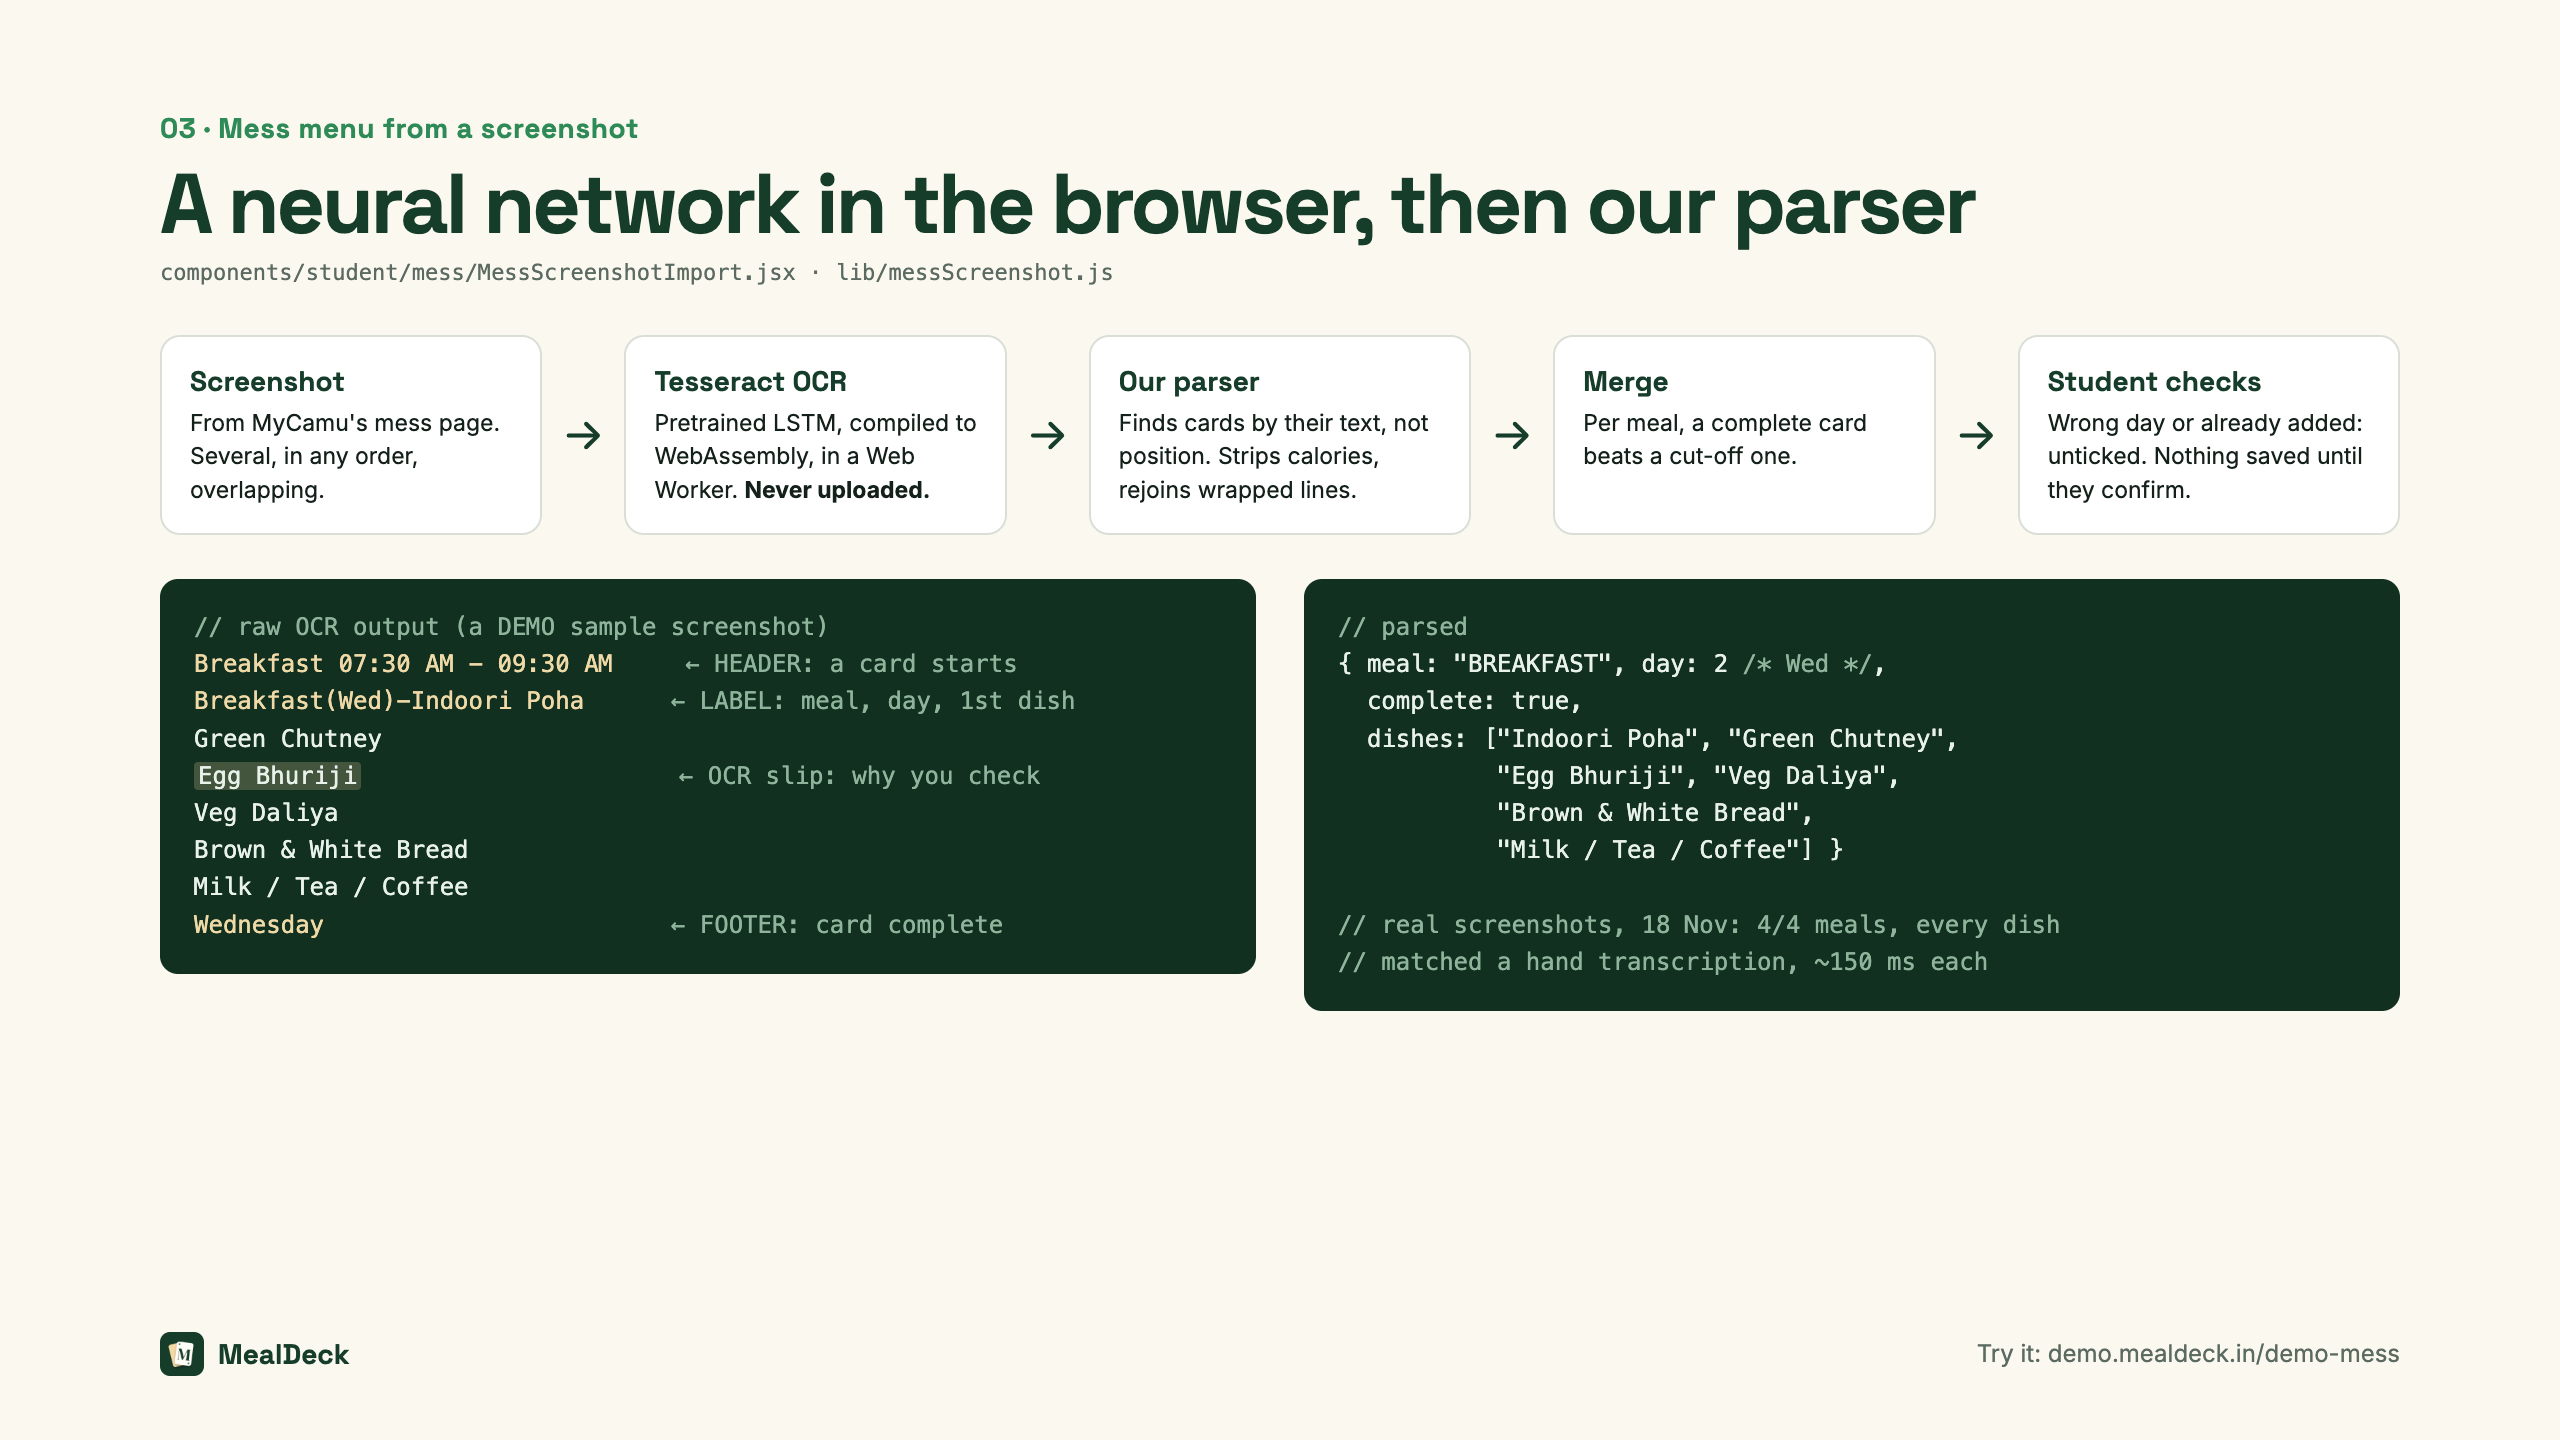 03 · Mess menu from a screenshot
A neural network in the browser, then our parser
components/student/mess/MessScreenshotImport.jsx · lib/messScreenshot.js
Screenshot
From MyCamu's mess page.
Several, in any order,
overlapping.
→
Tesseract OCR
Pretrained LSTM, compiled to
WebAssembly, in a Web
Worker. Never uploaded.
→
Our parser
Finds cards by their text, not
position. Strips calories,
rejoins wrapped lines.
→
Merge
Per meal, a complete card
beats a cut-off one.
→
Student checks
Wrong day or already added:
unticked. Nothing saved until
they confirm.
// raw OCR output (a DEMO sample screenshot)
Breakfast 07:30 AM – 09:30 AM ← HEADER: a card starts
Breakfast(Wed)–Indoori Poha ← LABEL: meal, day, 1st dish
Green Chutney
Egg Bhuriji ← OCR slip: why you check
Veg Daliya
Brown & White Bread
Milk / Tea / Coffee
Wednesday ← FOOTER: card complete
// parsed
{ meal: "BREAKFAST", day: 2 /* Wed */,
complete: true,
dishes: ["Indoori Poha", "Green Chutney",
"Egg Bhuriji", "Veg Daliya",
"Brown & White Bread",
"Milk / Tea / Coffee"] }
// real screenshots, 18 Nov: 4/4 meals, every dish
// matched a hand transcription, ~150 ms each
M
MealDeck
Try it: demo.mealdeck.in/demo-mess